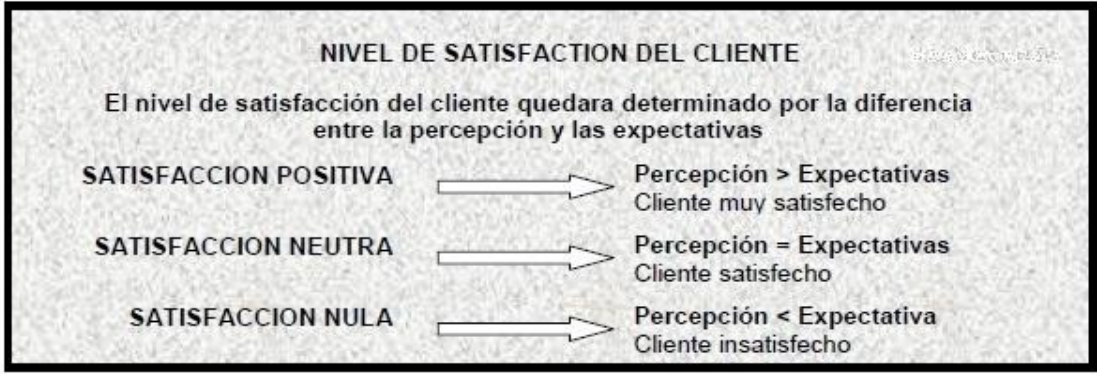 NIVEL DE SATISFACTION DEL CLIENTE
El nivel de satisfacción del cliente quedara determinado por la diferencia
entre la percepción y las expectativas
SATISFACCION POSITIVA
Percepción > Expectativas
Cliente muy satisfecho
SATISFACCION NEUTRA
Percepción = Expectativas
Cliente satisfecho
SATISFACCION NULA
Percepción < Expectativa
Cliente insatisfecho